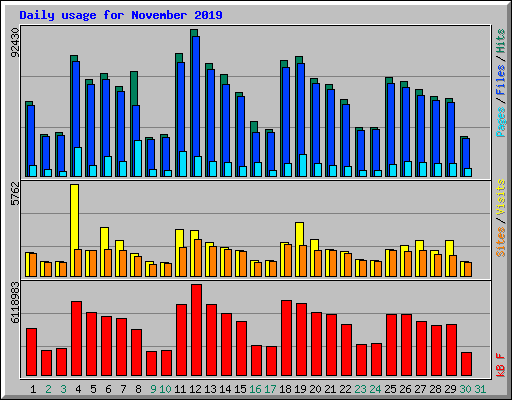 Daily usage for November 2019
92430
Pages / Files / Hits
5762
Sites / Visits
6118983
kB F
1 2 3 4 5 6 7 8 9 10 11 12 13 14 15 16 17 18 19 20 21 22 23 24 25 26 27 28 29 30 31